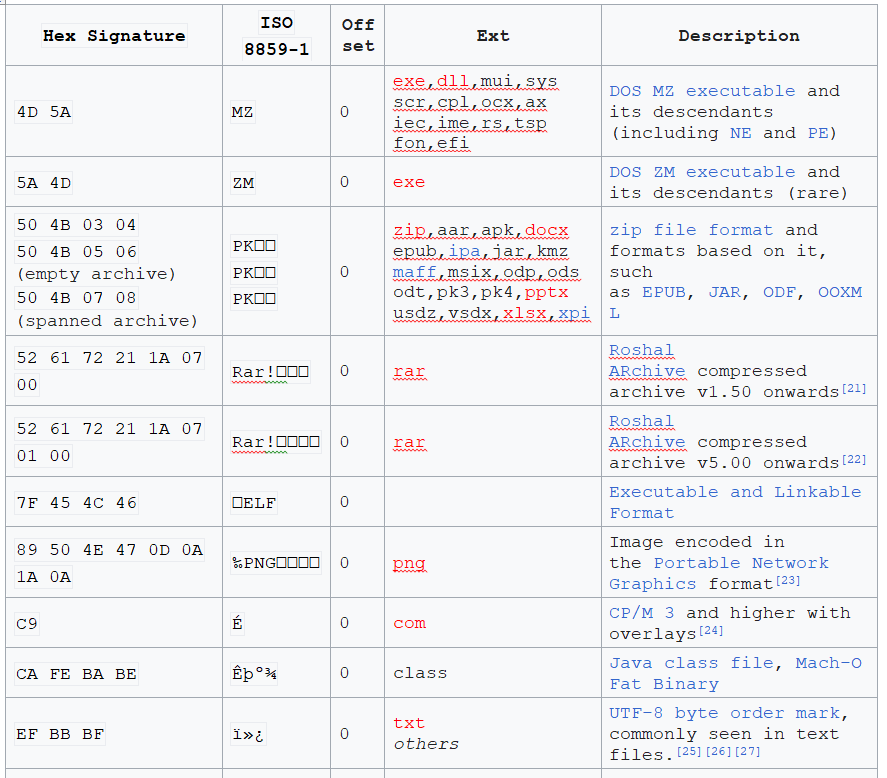 Hex Signature ISO 8859-1 Off set Ext Description
4D 5A
MZ
0
exe,dll,mui,sys
scr,cpl,ocx,ax
iec,ime,rs,tsp
fon,efi
DOS MZ executable and
its descendants
(including NE and PE)
5A 4D
ZM
0
exe
DOS ZM executable and
its descendants (rare)
50 4B 03 04
50 4B 05 06
(empty archive)
50 4B 07 08
(spanned archive)
PK□□
PK□□
PK□□
0
zip,aar,apk,docx
epub,ipa,jar,kmz
maff,msix,odp,ods
odt,pk3,pk4,pptx
usdz,vsdx,xlsx,xpi
zip file format and
formats based on it,
such
as EPUB, JAR, ODF, OOXM
L
52 61 72 21 1A 07
00
Rar!□□□
0
rar
Roshal
ARchive compressed
archive v1.50 onwards[21]
52 61 72 21 1A 07
01 00
Rar!□□□□
0
rar
Roshal
ARchive compressed
archive v5.00 onwards[22]
7F 45 4C 46
□ELF
0
Executable and Linkable
Format
89 50 4E 47 0D 0A
1A 0A
‰PNG□□□□
0
png
Image encoded in
the Portable Network
Graphics format[23]
C9
É
0
com
CP/M 3 and higher with
overlays[24]
CA FE BA BE
Êþº¾
0
class
Java class file, Mach-O
Fat Binary
EF BB BF
ï»¿
0
txt
others
UTF-8 byte order mark,
commonly seen in text
files.[25][26][27]